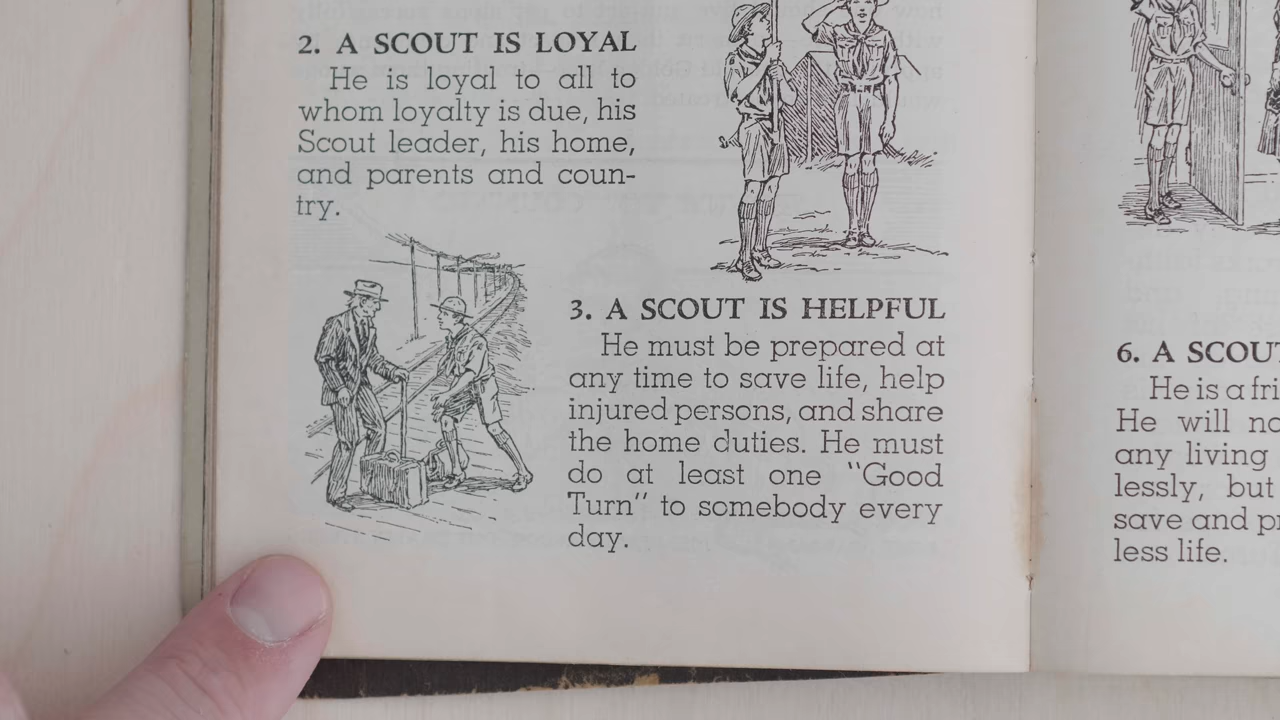 2. A SCOUT IS LOYAL
He is loyal to all to
whom loyalty is due, his
Scout leader, his home,
and parents and coun-
try.
3. A SCOUT IS HELPFUL
He must be prepared at
any time to save life, help
injured persons, and share
the home duties. He must
do at least one "Good
Turn" to somebody every
day.
6. A SCOUT
He is a fri
He will no
any living
lessly, but
save and pr
less life.